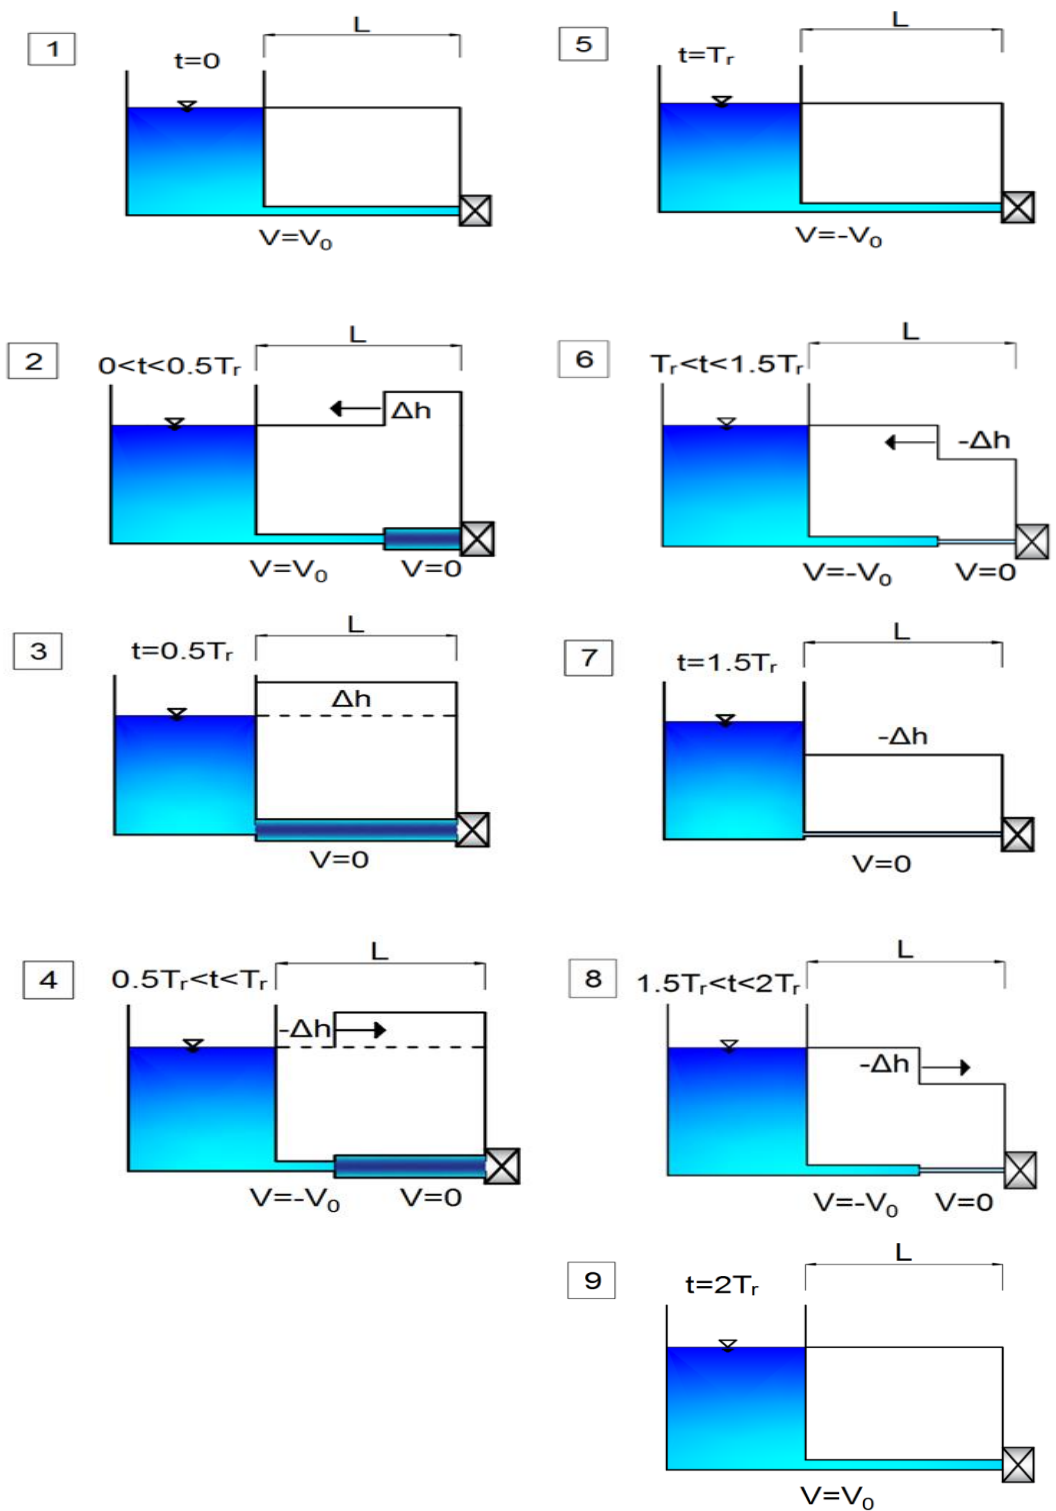 1
L
t=0
V=V₀
2
L
0<t<0.5Tᵣ
Δh
V=V₀
V=0
3
L
t=0.5Tᵣ
Δh
V=0
4
L
0.5Tᵣ<t<Tᵣ
-Δh
V=-V₀
V=0
5
L
t=Tᵣ
V=-V₀
6
L
Tᵣ<t<1.5Tᵣ
-Δh
V=-V₀
V=0
7
L
t=1.5Tᵣ
-Δh
V=0
8
L
1.5Tᵣ<t<2Tᵣ
-Δh
V=-V₀
V=0
9
L
t=2Tᵣ
V=V₀